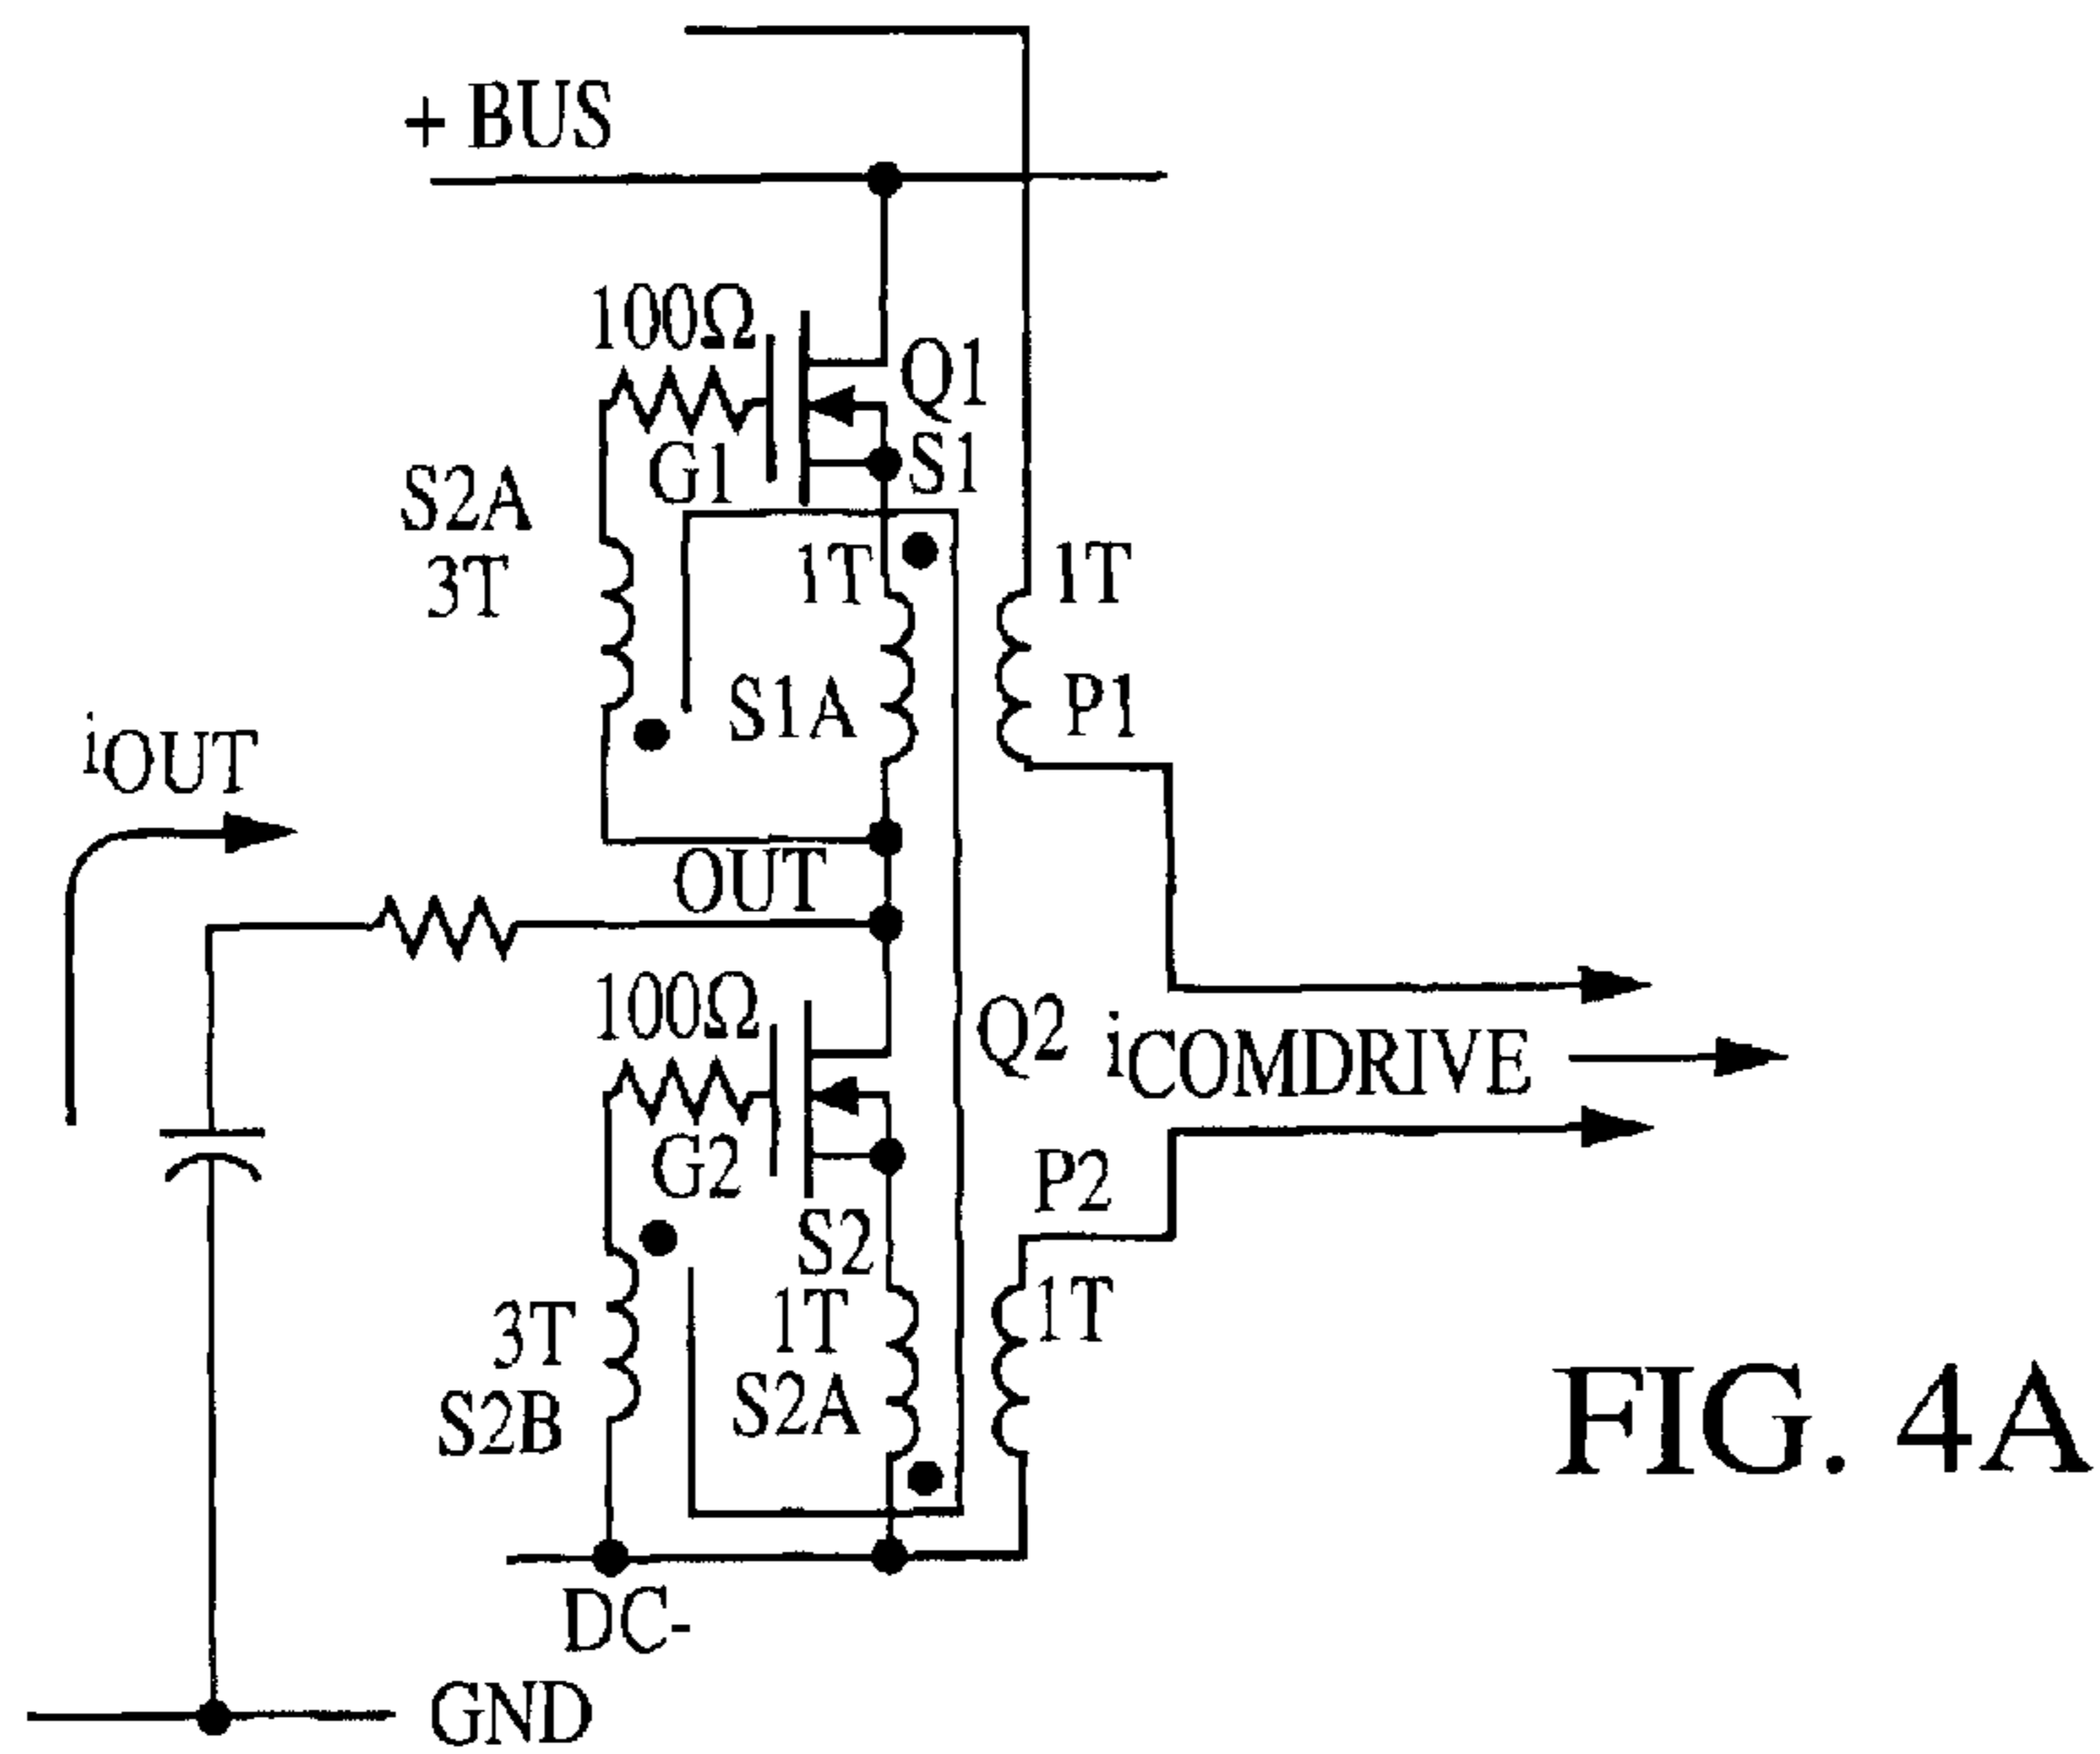 + BUS
100Ω
Q1
G1
S1
S2A
3T
1T
1T
S1A
P1
iOUT
OUT
100Ω
Q2
iCOMDRIVE
G2
P2
S2
1T
1T
3T
S2A
S2B
DC-
GND
FIG. 4A